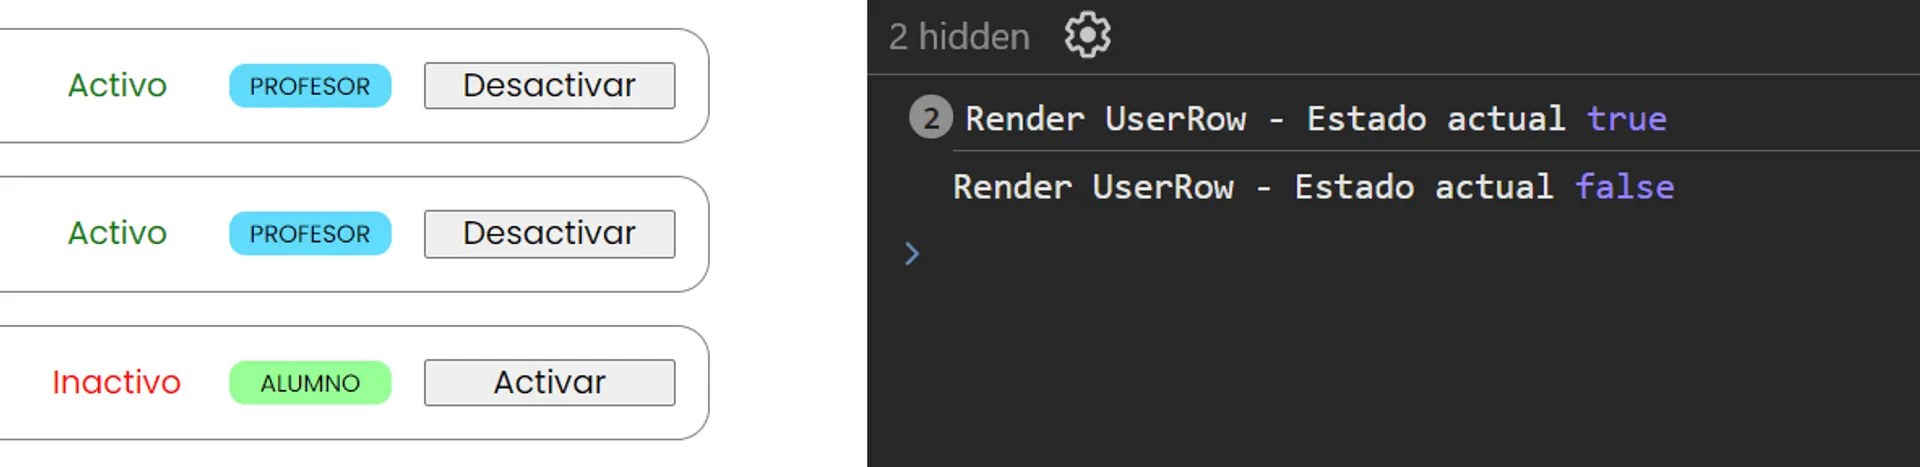 Activo PROFESOR Desactivar
Activo PROFESOR Desactivar
Inactivo ALUMNO Activar
2 hidden
2 Render UserRow - Estado actual true
Render UserRow - Estado actual false